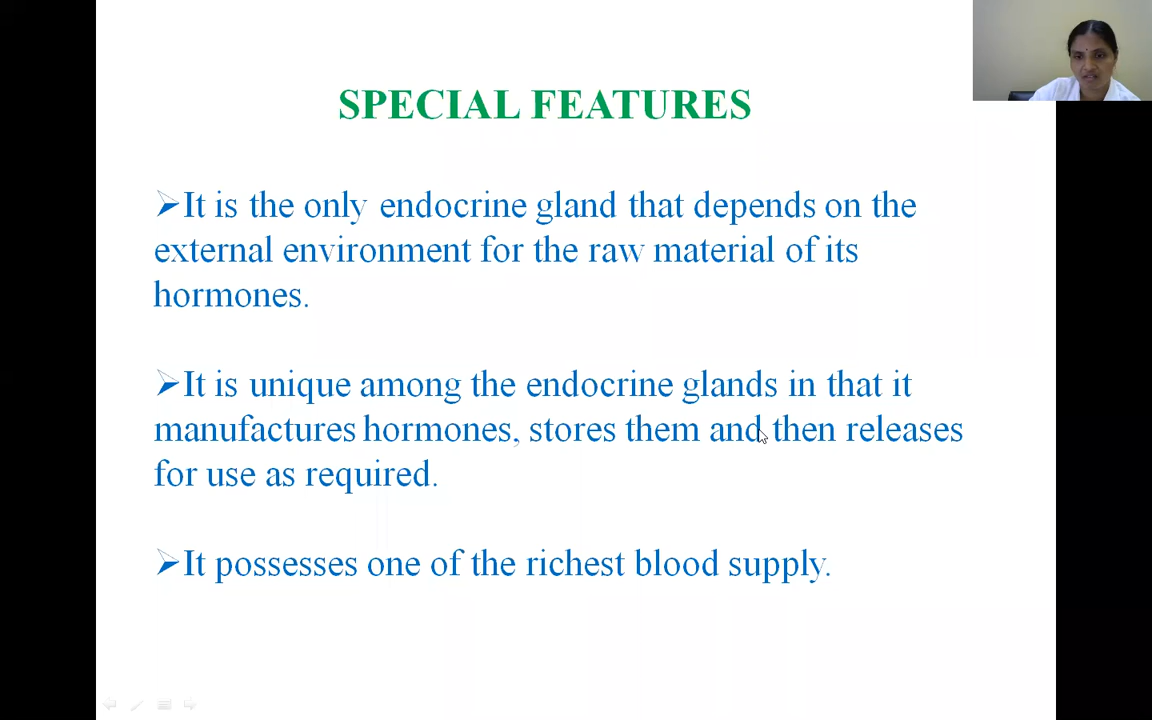 SPECIAL FEATURES
➢It is the only endocrine gland that depends on the
external environment for the raw material of its
hormones.
➢It is unique among the endocrine glands in that it
manufactures hormones, stores them and then releases
for use as required.
➢It possesses one of the richest blood supply.